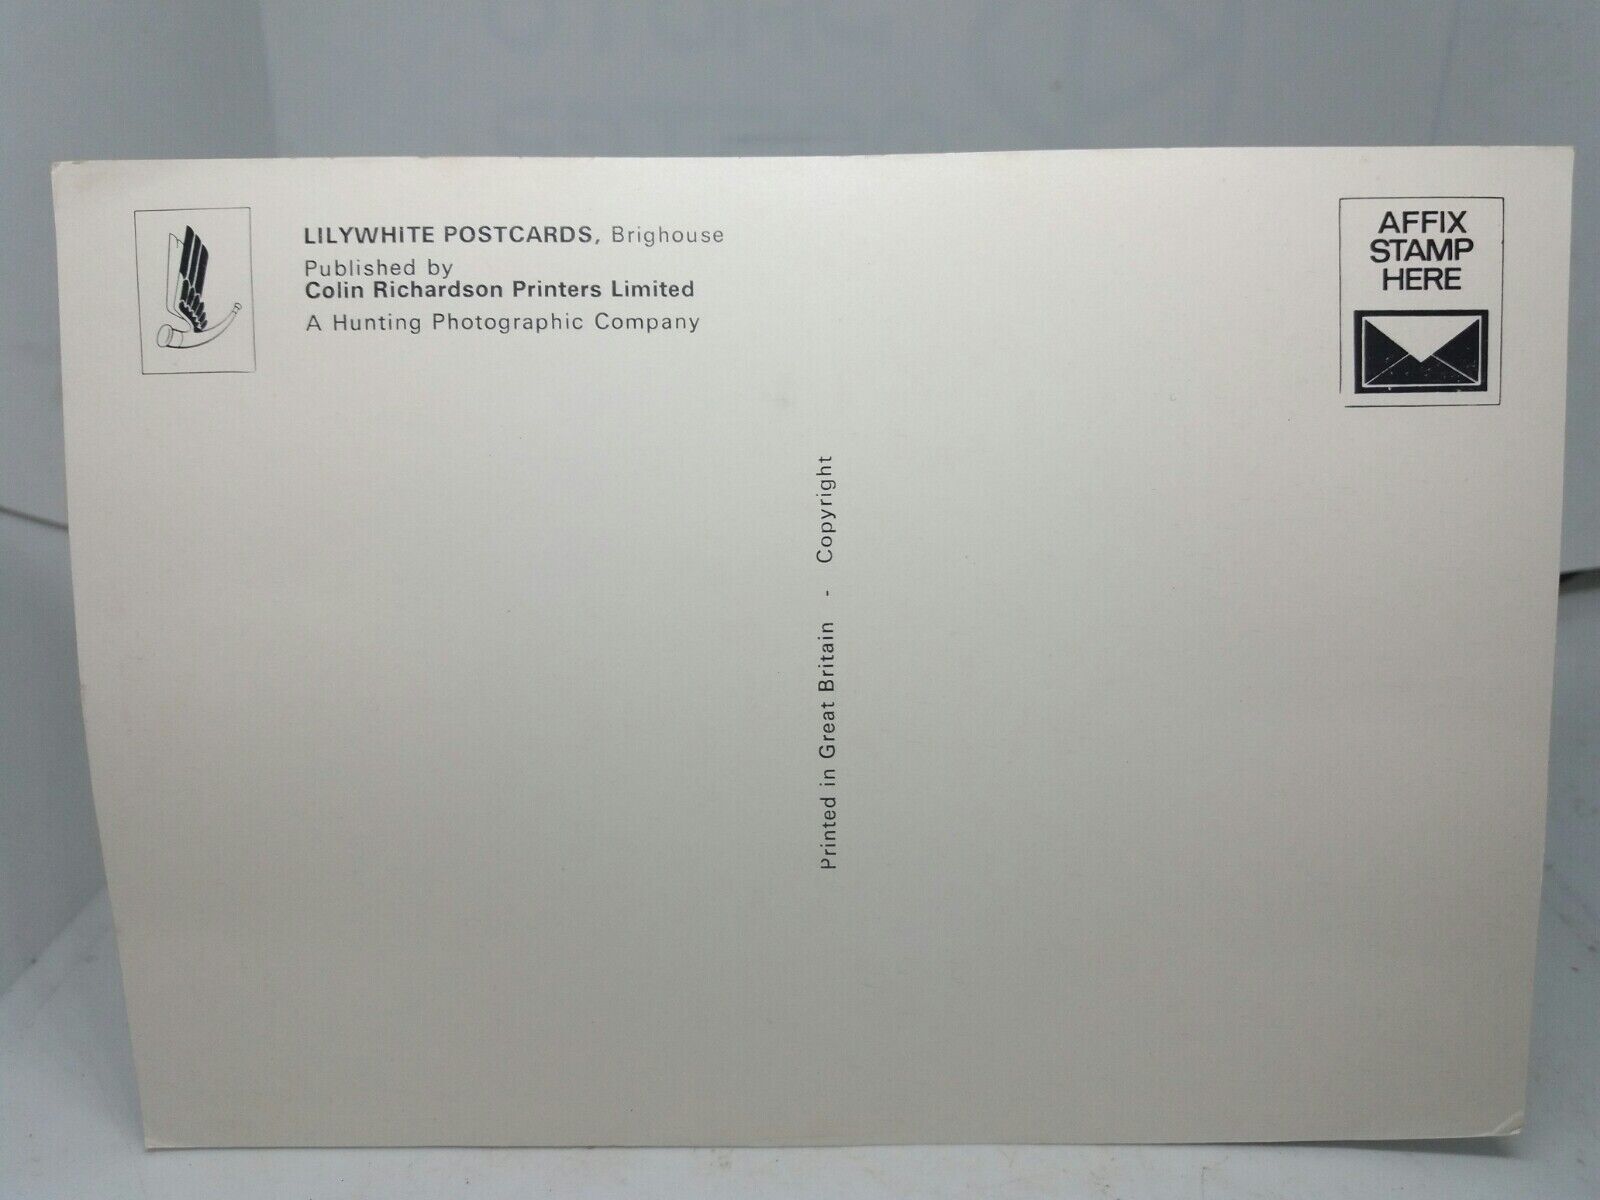 LILYWHITE POSTCARDS, Brighouse
Published by
Colin Richardson Printers Limited
A Hunting Photographic Company
AFFIX
STAMP
HERE
Printed in Great Britain - Copyright